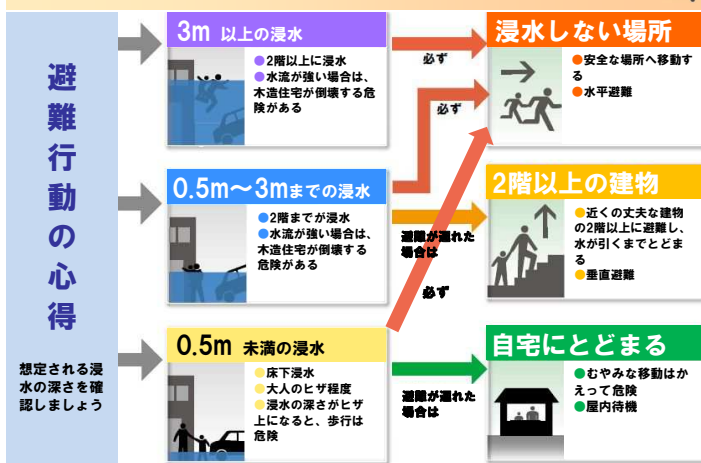 避難行動の心得
想定される浸
水の深さを確
認しましょう
3m 以上の浸水
●2階以上に浸水
●水流が強い場合は、
木造住宅が倒壊する危
険がある
必ず
浸水しない場所
●安全な場所へ移動す
る
●水平避難
必ず
0.5m〜3mまでの浸水
●2階までが浸水
●水流が強い場合は、
木造住宅が倒壊する
危険がある
避難が遅れた
場合は
2階以上の建物
●近くの丈夫な建物
の2階以上に避難し、
水が引くまでとどま
る
●垂直避難
必ず
0.5m 未満の浸水
●床下浸水
●大人のヒザ程度
●浸水の深さがヒザ
上になると、歩行は
危険
避難が遅れた
場合は
自宅にとどまる
●むやみな移動はか
えって危険
●屋内待機